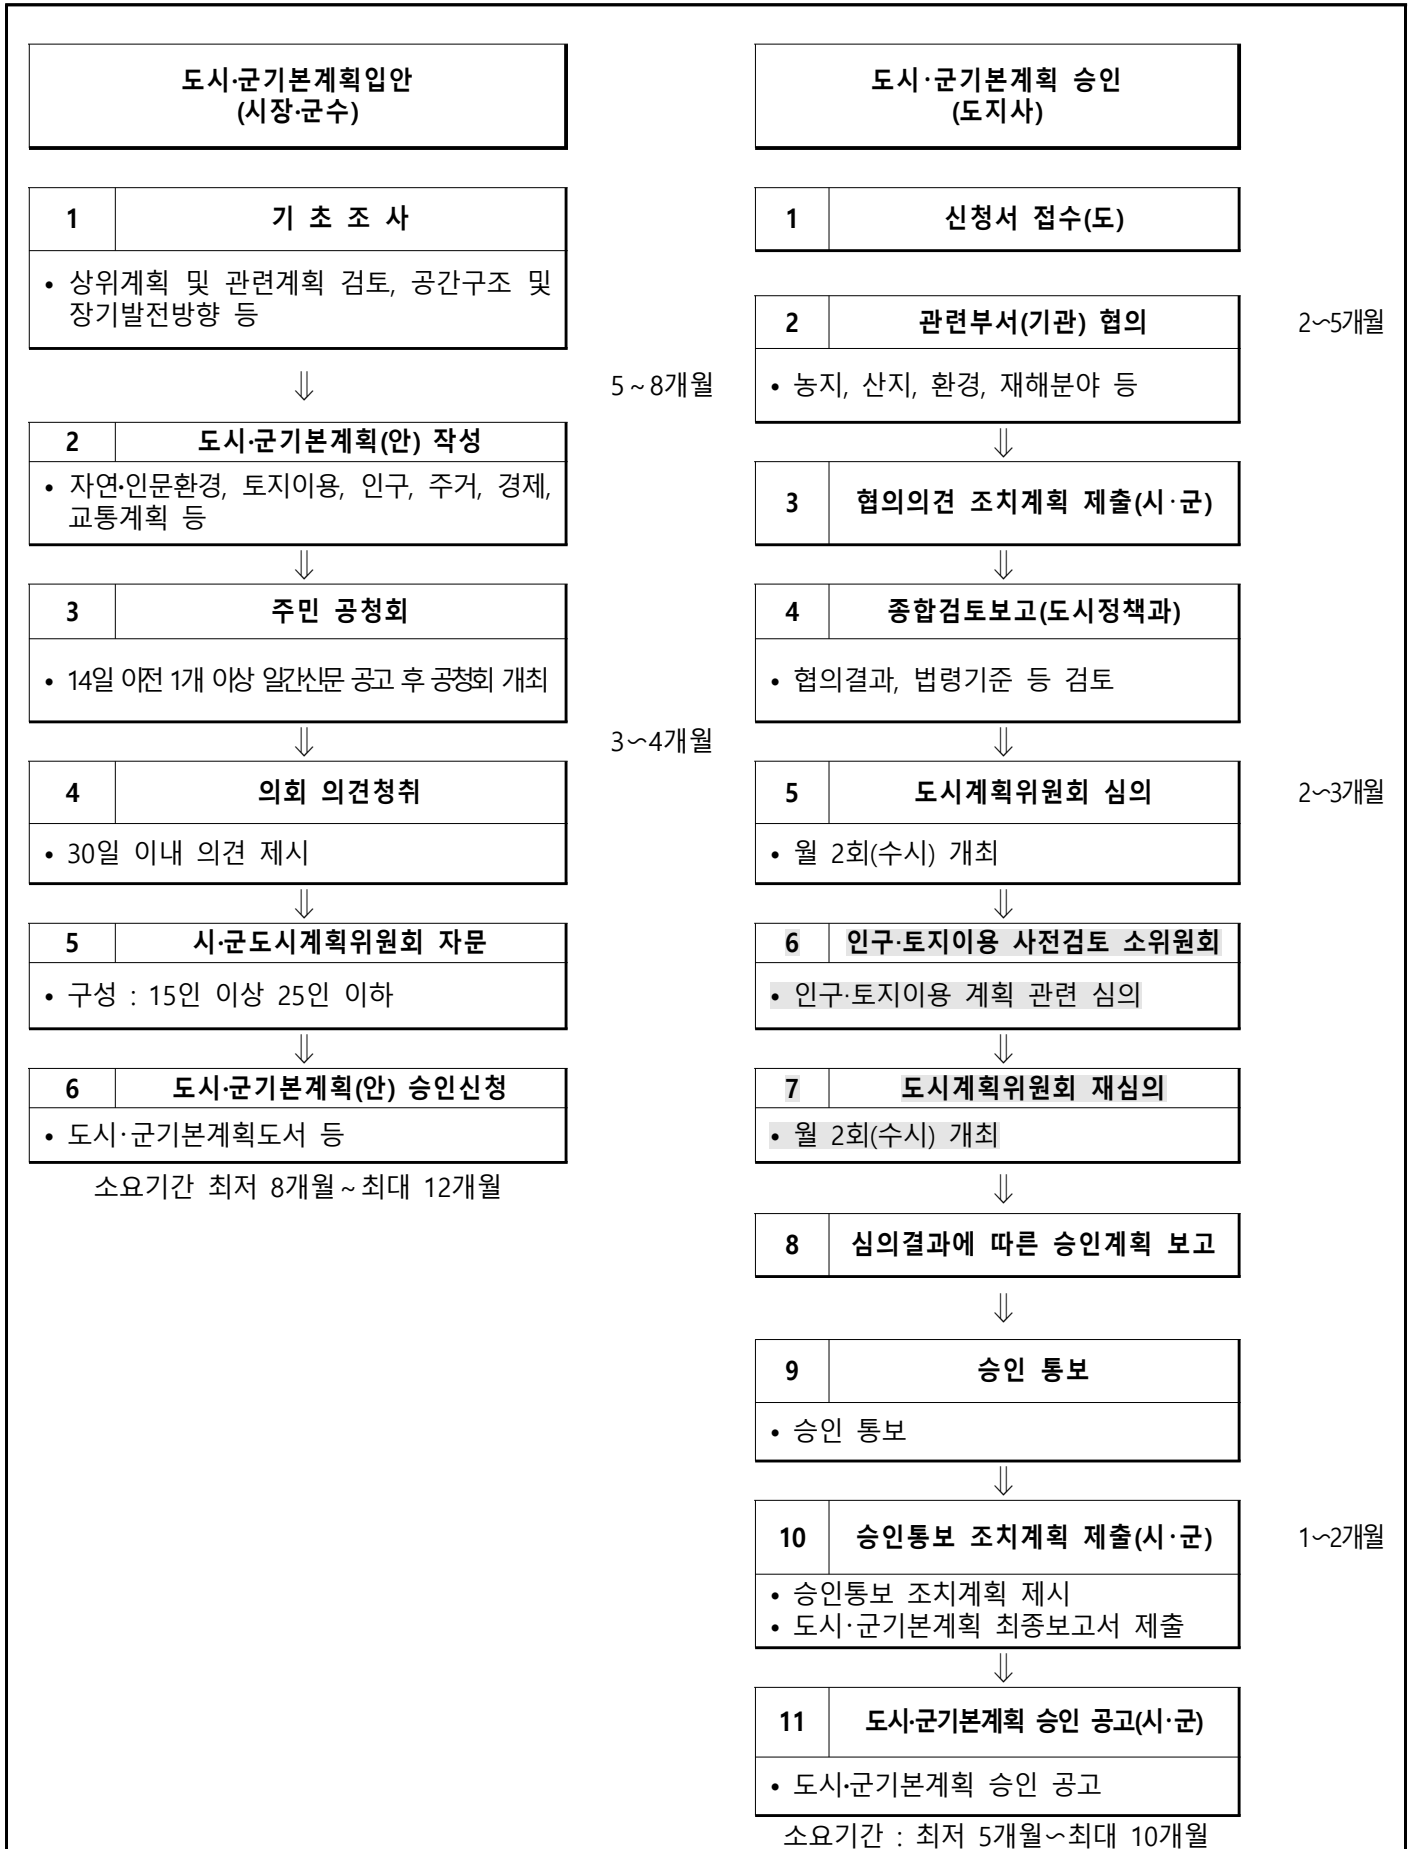 도시·군기본계획입안
(시장·군수)
1 기 초 조 사
• 상위계획 및 관련계획 검토, 공간구조 및
장기발전방향 등
⇓
5~8개월
2 도시·군기본계획(안) 작성
• 자연·인문환경, 토지이용, 인구, 주거, 경제,
교통계획 등
⇓
3 주민 공청회
• 14일 이전 1개 이상 일간신문 공고 후 공청회 개최
⇓
3∽4개월
4 의회 의견청취
• 30일 이내 의견 제시
⇓
5 시·군도시계획위원회 자문
• 구성 : 15인 이상 25인 이하
⇓
6 도시·군기본계획(안) 승인신청
• 도시·군기본계획도서 등
소요기간 최저 8개월~최대 12개월
도시·군기본계획 승인
(도지사)
1 신청서 접수(도)
2 관련부서(기관) 협의
2∽5개월
• 농지, 산지, 환경, 재해분야 등
⇓
3 협의의견 조치계획 제출(시·군)
⇓
4 종합검토보고(도시정책과)
• 협의결과, 법령기준 등 검토
⇓
5 도시계획위원회 심의
2∽3개월
• 월 2회(수시) 개최
⇓
6 인구·토지이용 사전검토 소위원회
• 인구·토지이용 계획 관련 심의
⇓
7 도시계획위원회 재심의
• 월 2회(수시) 개최
⇓
8 심의결과에 따른 승인계획 보고
⇓
9 승인 통보
• 승인 통보
⇓
10 승인통보 조치계획 제출(시·군)
1∽2개월
• 승인통보 조치계획 제시
• 도시·군기본계획 최종보고서 제출
⇓
11 도시·군기본계획 승인 공고(시·군)
• 도시·군기본계획 승인 공고
소요기간 : 최저 5개월∽최대 10개월